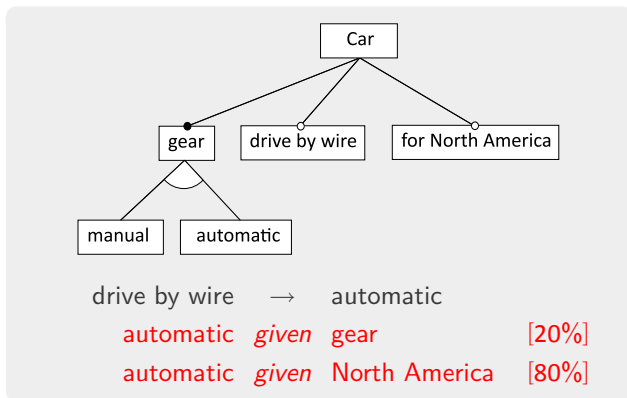 Car
gear drive by wire for North America
manual automatic
drive by wire → automatic
automatic given gear [20%]
automatic given North America [80%]